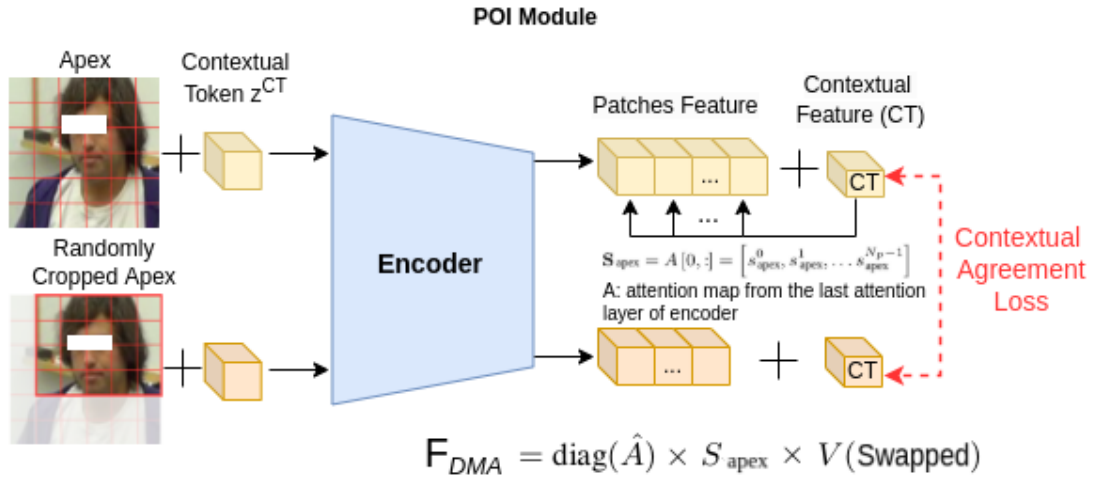 POI Module
Apex
Contextual
Token z^CT
Patches Feature
Contextual
Feature (CT)
...
CT
...
Encoder
S_apex = A [0, :] = [s^0_apex, s^1_apex, ... s^{N_P−1}_apex]
A: attention map from the last attention
layer of encoder
Contextual
Agreement
Loss
Randomly
Cropped Apex
...
CT
F_DMA = diag(Â) × S_apex × V(Swapped)